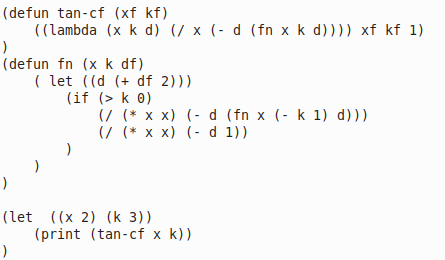 (defun tan-cf (xf kf)
    ((lambda (x k d) (/ x (- d (fn x k d)))) xf kf 1)
)
(defun fn (x k df)
    ( let ((d (+ df 2)))
        (if (> k 0)
            (/ (* x x) (- d (fn x (- k 1) d)))
            (/ (* x x) (- d 1))
        )
    )
)

(let  ((x 2) (k 3))
    (print (tan-cf x k))
)